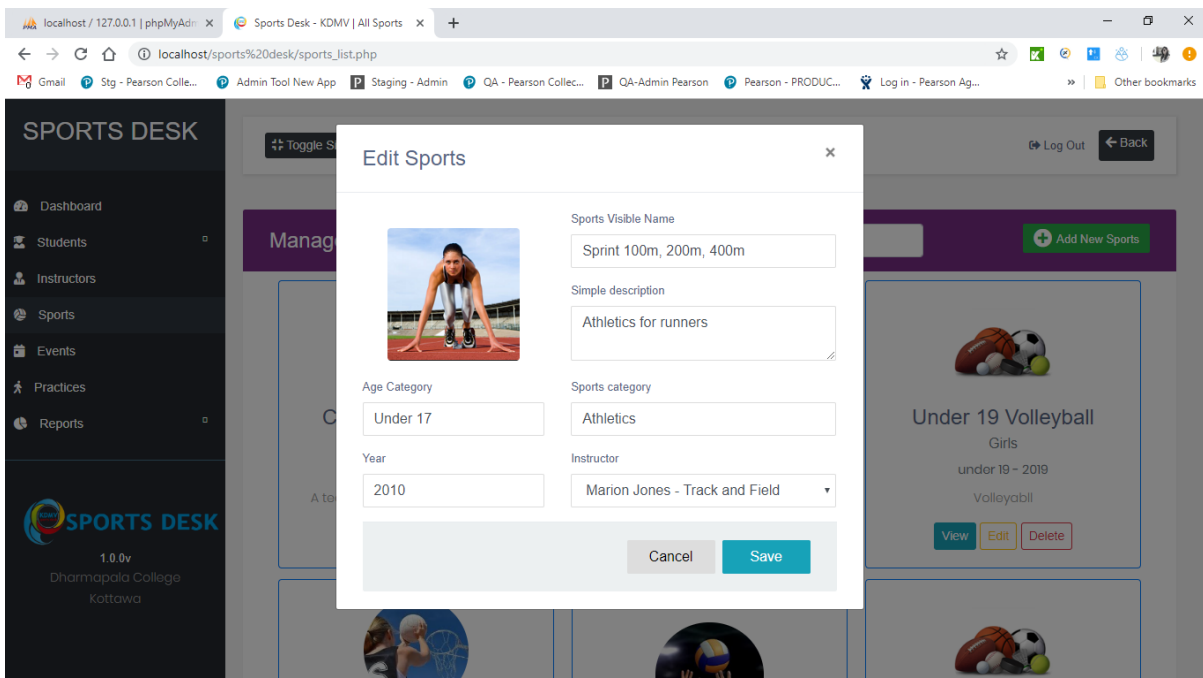 localhost / 127.0.0.1 | phpMyAdm
Sports Desk - KDMV | All Sports
localhost/sports%20desk/sports_list.php
Gmail
Stg - Pearson Colle...
Admin Tool New App
Staging - Admin
QA - Pearson Collec...
QA-Admin Pearson
Pearson - PRODUC...
Log in - Pearson Ag...
Other bookmarks
SPORTS DESK
Dashboard
Students
Instructors
Sports
Events
Practices
Reports
KDMV SPORTS DESK
1.0.0v
Dharmapala College
Kottawa
Toggle Si
Log Out
Back
Manag
Add New Sports
Edit Sports
Sports Visible Name
Sprint 100m, 200m, 400m
Simple description
Athletics for runners
Age Category
Under 17
Sports category
Athletics
Year
2010
Instructor
Marion Jones - Track and Field
Cancel
Save
C
A te
Under 19 Volleyball
Girls
under 19 - 2019
Volleyabll
View
Edit
Delete